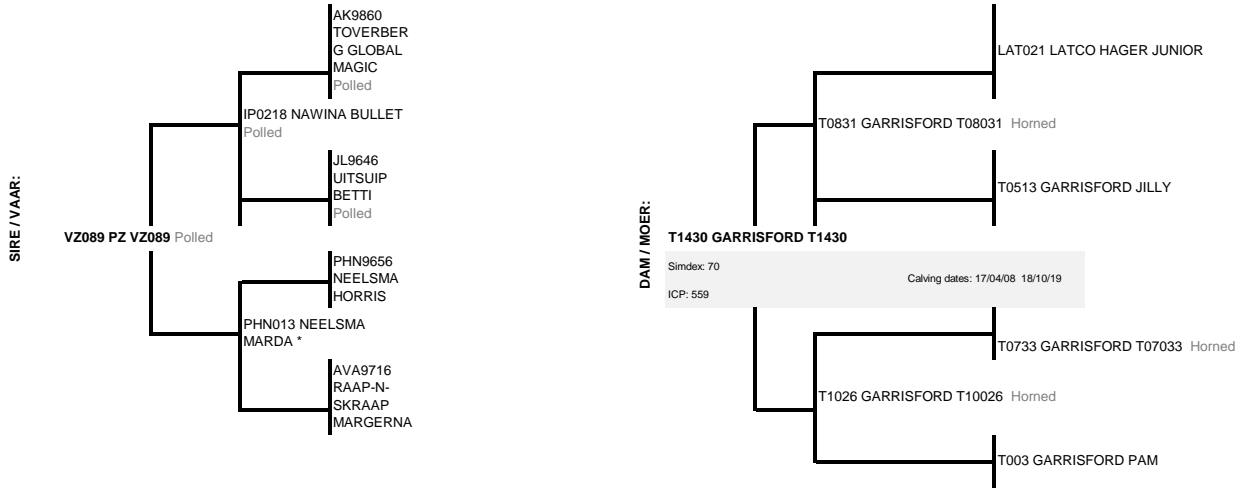 SIRE / VAAR:
AK9860
TOVERBER
G GLOBAL
MAGIC
Polled
IP0218 NAWINA BULLET
Polled
JL9646
UITSUIP
BETTI
Polled
VZ089 PZ VZ089 Polled
PHN9656
NEELSMA
HORRIS
PHN013 NEELSMA
MARDA *
AVA9716
RAAP-N-
SKRAAP
MARGERNA
DAM / MOER:
LAT021 LATCO HAGER JUNIOR
T0831 GARRISFORD T08031 Horned
T0513 GARRISFORD JILLY
T1430 GARRISFORD T1430
Simdex: 70
Calving dates: 17/04/08 18/10/19
ICP: 559
T0733 GARRISFORD T07033 Horned
T1026 GARRISFORD T10026 Horned
T003 GARRISFORD PAM